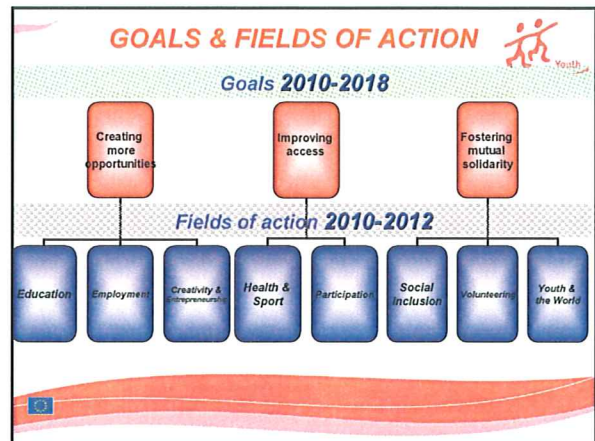 GOALS & FIELDS OF ACTION
Youth
Goals 2010-2018
Creating
more
opportunities
Improving
access
Fostering
mutual
solidarity
Fields of action 2010-2012
Education
Employment
Creativity &
Entrepreneurship
Health &
Sport
Participation
Social
Inclusion
Volunteering
Youth &
the World